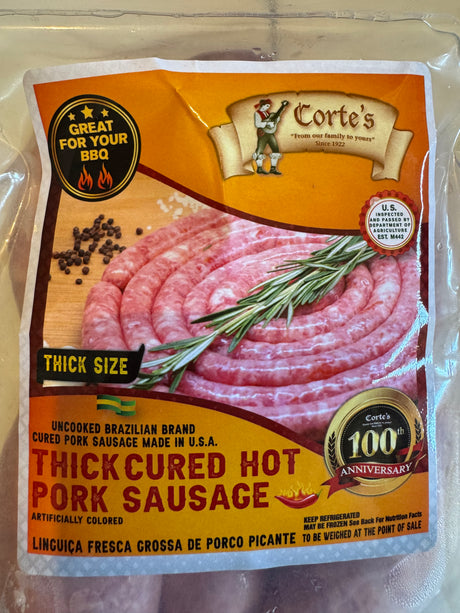 GREAT
FOR YOUR
BBQ
Corte's
"From our family to yours"
Since 1922
U.S.
INSPECTED
AND PASSED BY
DEPARTMENT OF
AGRICULTURE
EST. M442
THICK SIZE
UNCOOKED BRAZILIAN BRAND
CURED PORK SAUSAGE MADE IN U.S.A.
THICK CURED HOT
PORK SAUSAGE
ARTIFICIALLY COLORED
Corte's
100th
ANNIVERSARY
KEEP REFRIGERATED
MAY BE FROZEN See Back For Nutrition Facts
TO BE WEIGHED AT THE POINT OF SALE
LINGUIÇA FRESCA GROSSA DE PORCO PICANTE